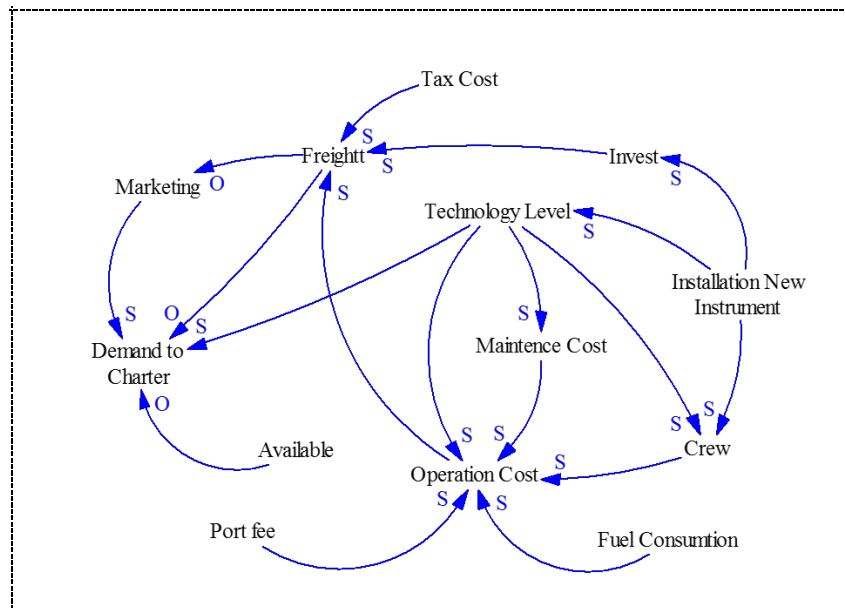 Tax Cost
S
Freightt
S
Invest
S
Marketing
O
S
Technology Level
S
Installation New
Instrument
S
O
S
S
Demand to
Charter
Maintence Cost
O
S
S
S
S
Crew
Available
S
Operation Cost
S
S
Port fee
Fuel Consumtion